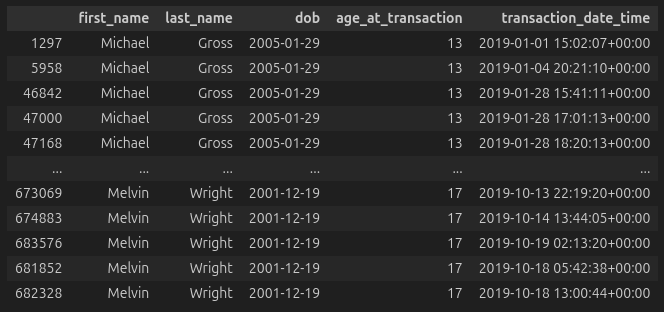 first_name last_name dob age_at_transaction transaction_date_time
1297 Michael Gross 2005-01-29 13 2019-01-01 15:02:07+00:00
5958 Michael Gross 2005-01-29 13 2019-01-04 20:21:10+00:00
46842 Michael Gross 2005-01-29 13 2019-01-28 15:41:11+00:00
47000 Michael Gross 2005-01-29 13 2019-01-28 17:01:13+00:00
47168 Michael Gross 2005-01-29 13 2019-01-28 18:20:13+00:00
... ... ... ... ... ...
673069 Melvin Wright 2001-12-19 17 2019-10-13 22:19:20+00:00
674883 Melvin Wright 2001-12-19 17 2019-10-14 13:44:05+00:00
683576 Melvin Wright 2001-12-19 17 2019-10-19 02:13:20+00:00
681852 Melvin Wright 2001-12-19 17 2019-10-18 05:42:38+00:00
682328 Melvin Wright 2001-12-19 17 2019-10-18 13:00:44+00:00